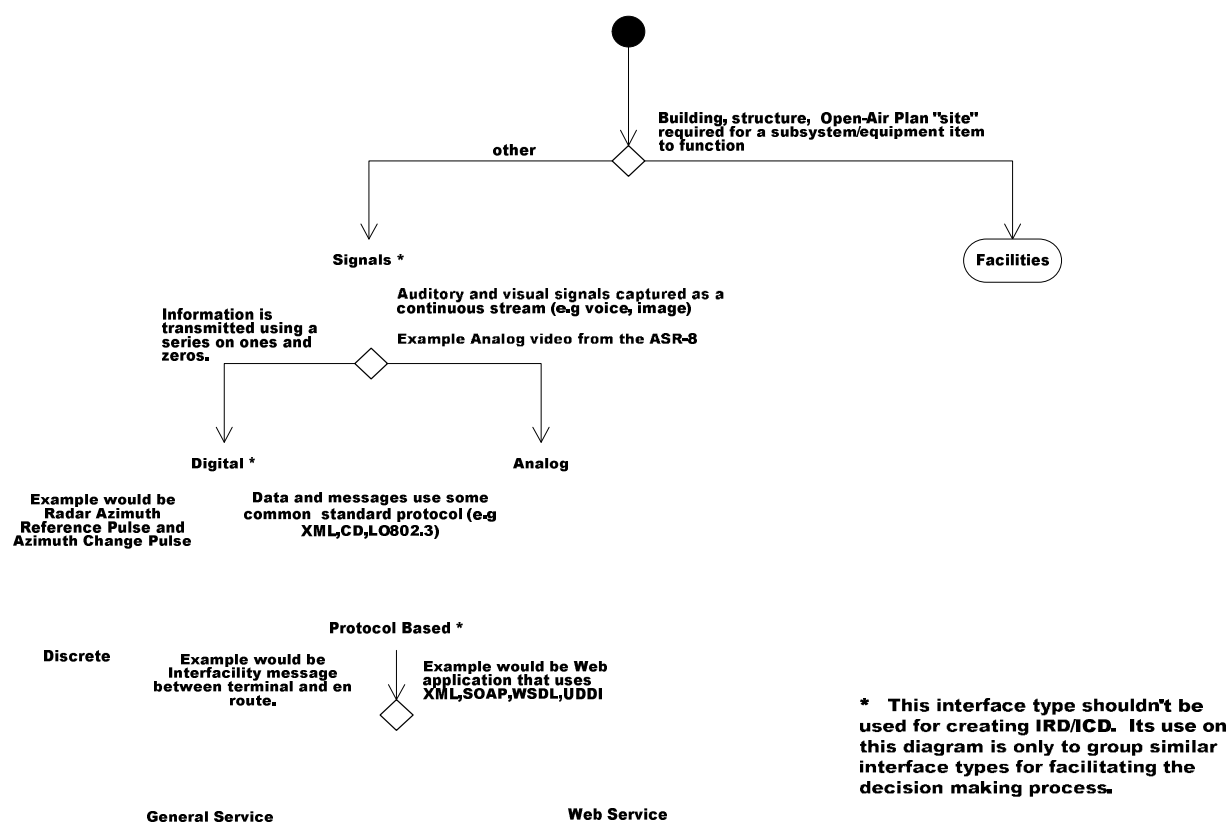 Building, structure,  Open-Air Plan "site"
required for a subsystem/equipment item
to function
other
Signals *
Facilities
Auditory and visual signals captured as a
continuous stream (e.g voice, image)
Example Analog video from the ASR-8
Information is
transmitted using a
series on ones and
zeros.
Digital *
Analog
Example would be
Radar Azimuth
Reference Pulse and
Azimuth Change Pulse
Data and messages use some
common  standard protocol (e.g
XML,CD,LO802.3)
Protocol Based *
Discrete
Example would be
Interfacility message
between terminal and en
route.
Example would be Web
application that uses
XML,SOAP,WSDL,UDDI
*   This interface type shouldn't be
used for creating IRD/ICD.  Its use on
this diagram is only to group similar
interface types for facilitating the
decision making process.
General Service
Web Service